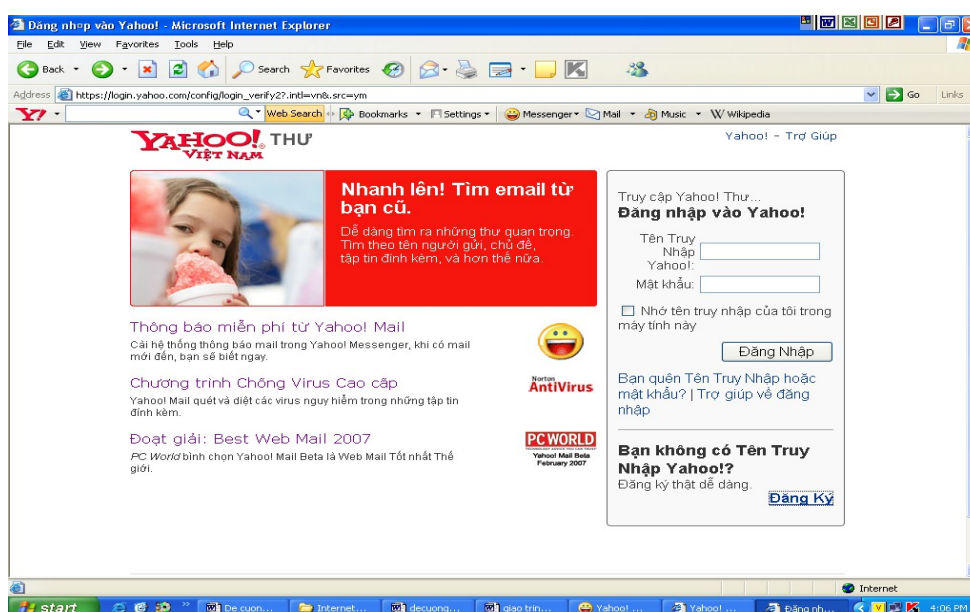 Đăng nhập vào Yahoo! - Microsoft Internet Explorer
File Edit View Favorites Tools Help
Back Search Favorites
Address https://login.yahoo.com/config/login_verify2?.intl=vn&.src=ym Go Links
Y! Web Search Bookmarks Settings Messenger Mail Music W Wikipedia
YAHOO! THƯ
VIỆT NAM
Yahoo! - Trợ Giúp
Nhanh lên! Tìm email từ
bạn cũ.
Dễ dàng tìm ra những thư quan trọng.
Tìm theo tên người gửi, chủ đề,
tập tin đính kèm, và hơn thế nữa.
Thông báo miễn phí từ Yahoo! Mail
Cài hệ thống thông báo mail trong Yahoo! Messenger, khi có mail
mới đến, bạn sẽ biết ngay.
Chương trình Chống Virus Cao cấp
Yahoo! Mail quét và diệt các virus nguy hiểm trong những tập tin
đính kèm.
Norton
AntiVirus
Đoạt giải: Best Web Mail 2007
PC World bình chọn Yahoo! Mail Beta là Web Mail Tốt nhất Thế
giới.
PC WORLD
Yahoo! Mail Beta
February 2007
Truy cập Yahoo! Thư...
Đăng nhập vào Yahoo!
Tên Truy
Nhập
Yahoo!:
Mật khẩu:
Nhớ tên truy nhập của tôi trong
máy tính này
Đăng Nhập
Bạn quên Tên Truy Nhập hoặc
mật khẩu? | Trợ giúp về đăng
nhập
Bạn không có Tên Truy
Nhập Yahoo!?
Đăng ký thật dễ dàng.
Đăng Ký
Internet
start De cuon... Internet... decuong... giao trin... Yahoo! ... Yahoo! ... Đăng nh... 4:06 PM